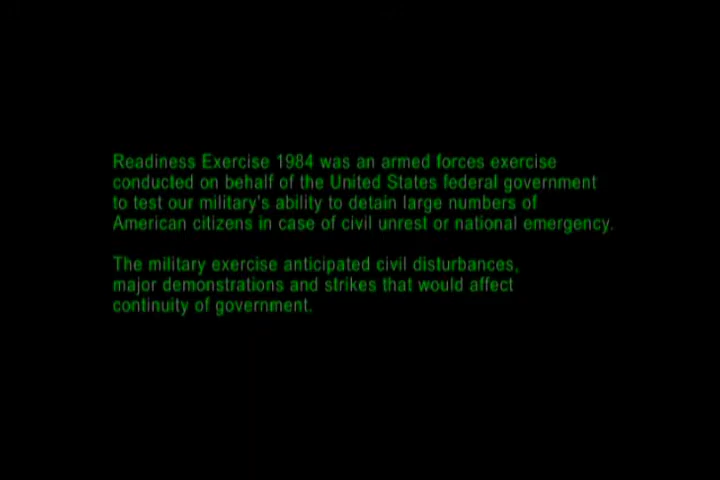 Readiness Exercise 1984 was an armed forces exercise
conducted on behalf of the United States federal government
to test our military's ability to detain large numbers of
American citizens in case of civil unrest or national emergency.
The military exercise anticipated civil disturbances,
major demonstrations and strikes that would affect
continuity of government.